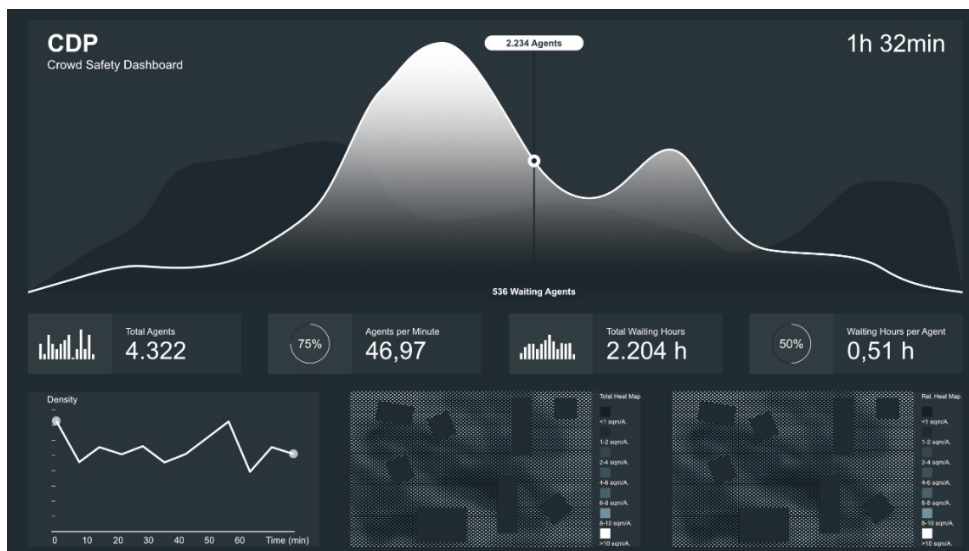 CDP
Crowd Safety Dashboard
2.234 Agents
1h 32min
536 Waiting Agents
Total Agents
4.322
75%
Agents per Minute
46,97
Total Waiting Hours
2.204 h
50%
Waiting Hours per Agent
0,51 h
Density
0 10 20 30 40 50 60 Time (min)
Total Heat Map
<1 sqm/A.
1-2 sqm/A.
2-4 sqm/A.
4-6 sqm/A.
6-8 sqm/A.
8-10 sqm/A.
>10 sqm/A.
Rel. Heat Map
<1 sqm/A.
1-2 sqm/A.
2-4 sqm/A.
4-6 sqm/A.
6-8 sqm/A.
8-10 sqm/A.
>10 sqm/A.